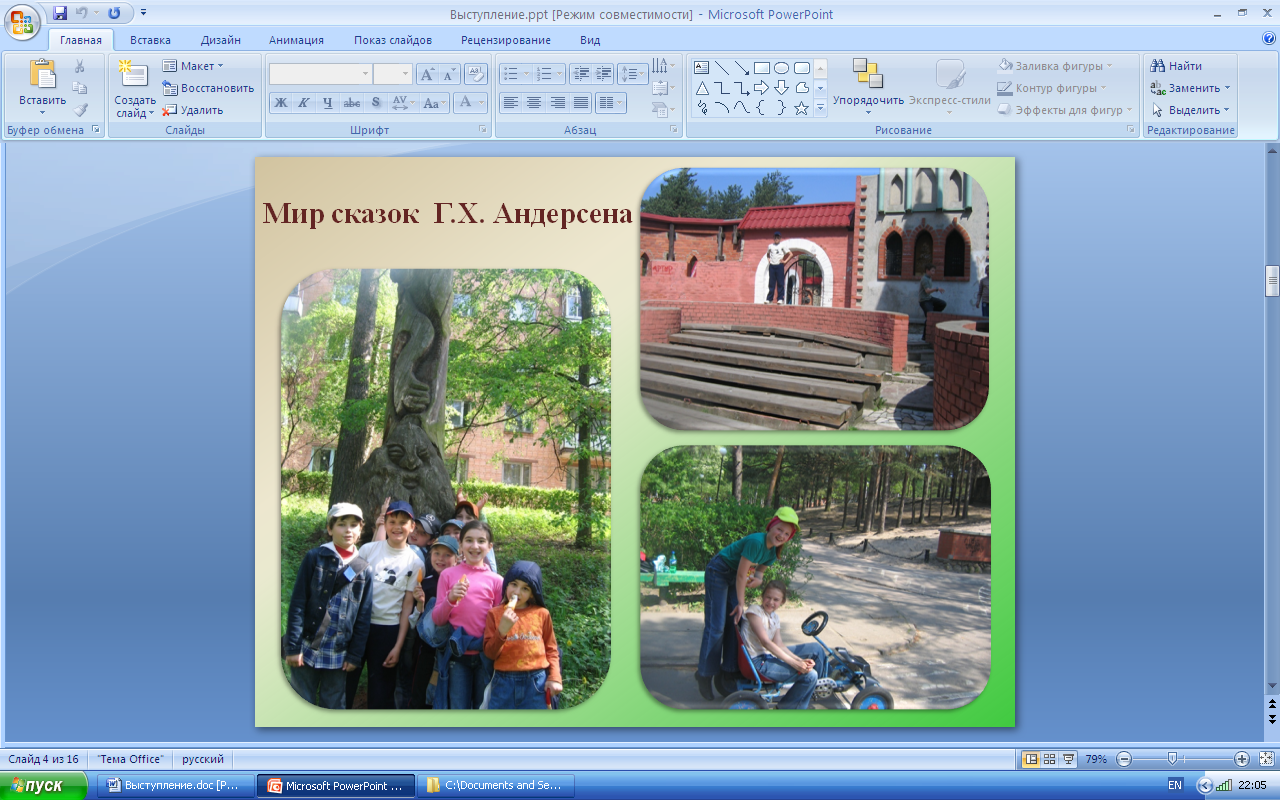 Выступление.ppt [Режим совместимости] - Microsoft PowerPoint
Главная Вставка Дизайн Анимация Показ слайдов Рецензирование Вид
Вставить
Буфер обмена
Создать слайд
Макет
Восстановить
Удалить
Слайды
Ж К Ч abc S AV Aa A
Шрифт
Абзац
Упорядочить
Экспресс-стили
Заливка фигуры
Контур фигуры
Эффекты для фигур
Рисование
Найти
Заменить
Выделить
Редактирование
Мир сказок Г.Х. Андерсена
Слайд 4 из 16 "Тема Office" русский 79%
пуск Выступление.doc [Р... Microsoft PowerPoint ... C:\Documents and Se... EN 22:05